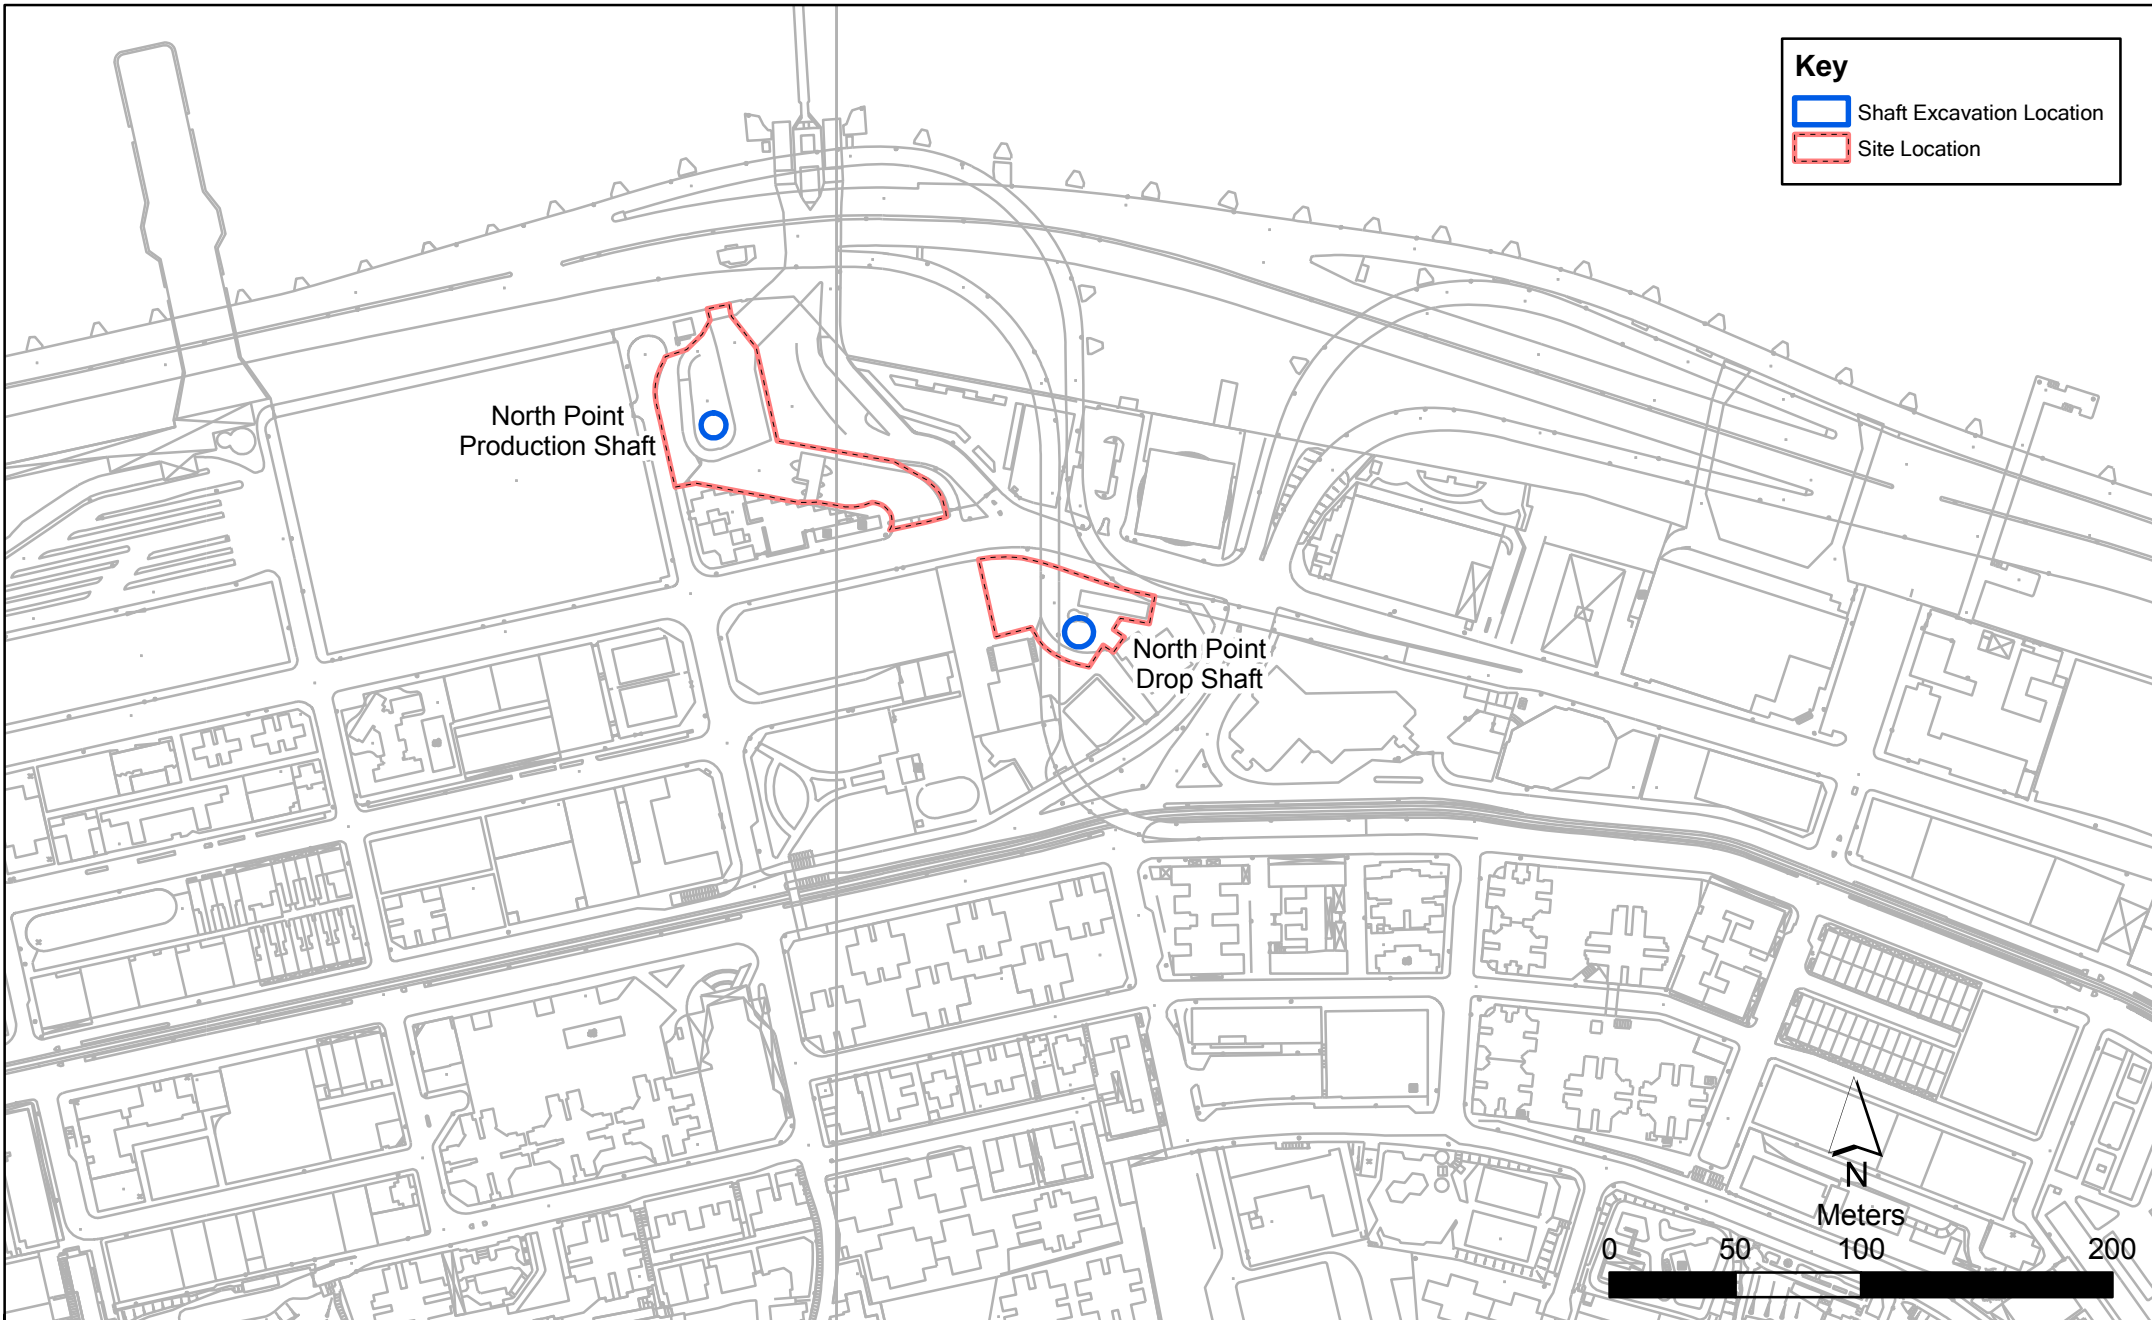 Key
Shaft Excavation Location
Site Location
North Point
Production Shaft
North Point
Drop Shaft
N
Meters
0 50 100 200